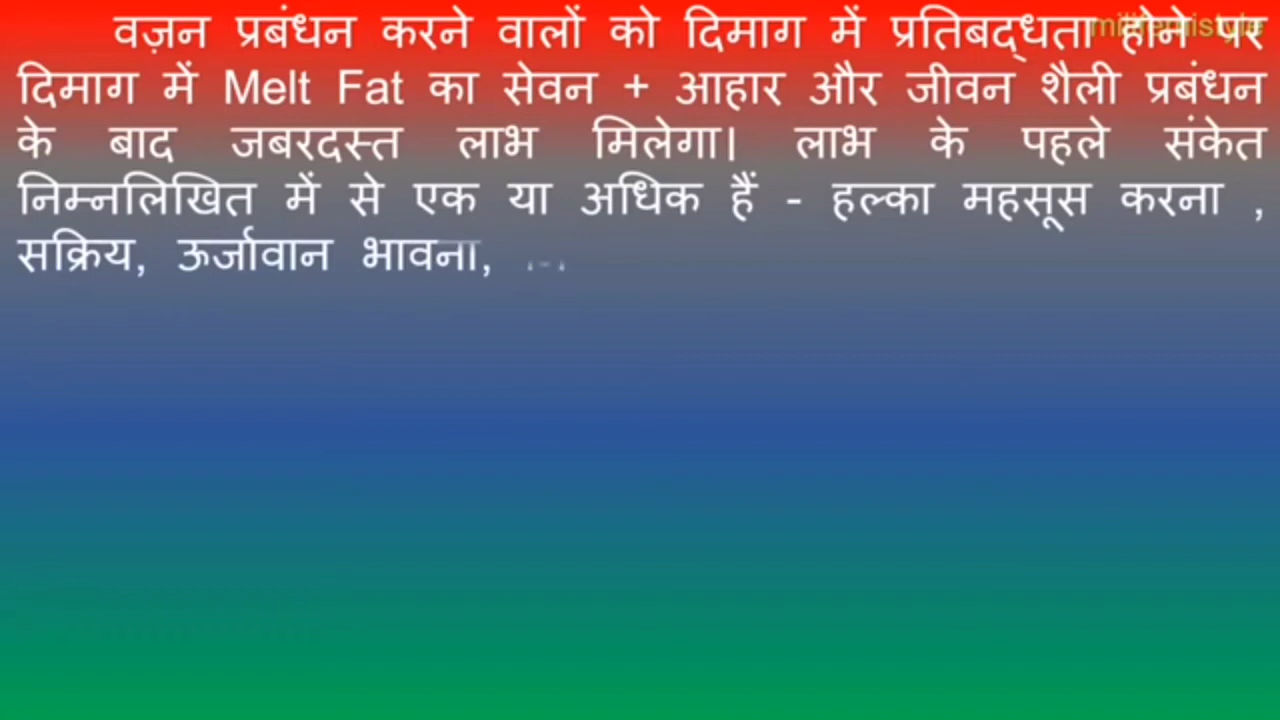 वज़न प्रबंधन करने वालों को दिमाग में प्रतिबद्धता होने पर
दिमाग में Melt Fat का सेवन + आहार और जीवन शैली प्रबंधन
के बाद जबरदस्त लाभ मिलेगा। लाभ के पहले संकेत
निम्नलिखित में से एक या अधिक हैं - हल्का महसूस करना ,
सक्रिय, ऊर्जावान भावना,